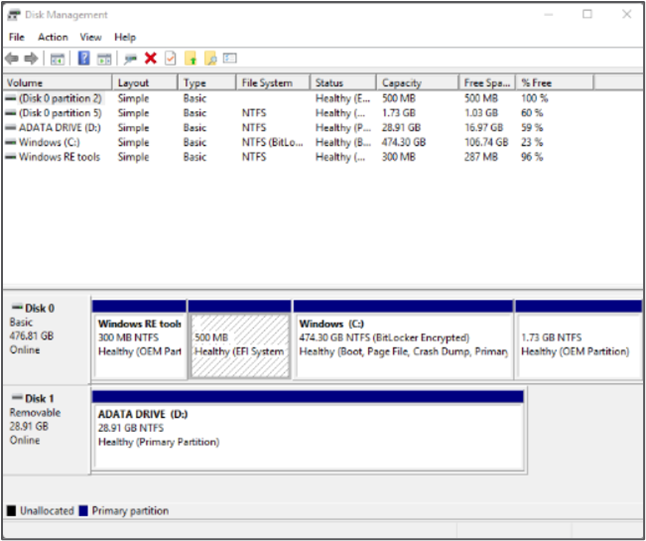 Disk Management
File Action View Help
Volume Layout Type File System Status Capacity Free Spa... % Free
(Disk 0 partition 2) Simple Basic Healthy (E... 500 MB 500 MB 100 %
(Disk 0 partition 5) Simple Basic NTFS Healthy (... 1.73 GB 1.03 GB 60 %
ADATA DRIVE (D:) Simple Basic NTFS Healthy (P... 28.91 GB 16.97 GB 59 %
Windows (C:) Simple Basic NTFS (BitLo... Healthy (B... 474.30 GB 106.74 GB 23 %
Windows RE tools Simple Basic NTFS Healthy (... 300 MB 287 MB 96 %
Disk 0
Basic
476.81 GB
Online
Windows RE tools
300 MB NTFS
Healthy (OEM Part
500 MB
Healthy (EFI System
Windows (C:)
474.30 GB NTFS (BitLocker Encrypted)
Healthy (Boot, Page File, Crash Dump, Primary
1.73 GB NTFS
Healthy (OEM Partition)
Disk 1
Removable
28.91 GB
Online
ADATA DRIVE (D:)
28.91 GB NTFS
Healthy (Primary Partition)
Unallocated Primary partition